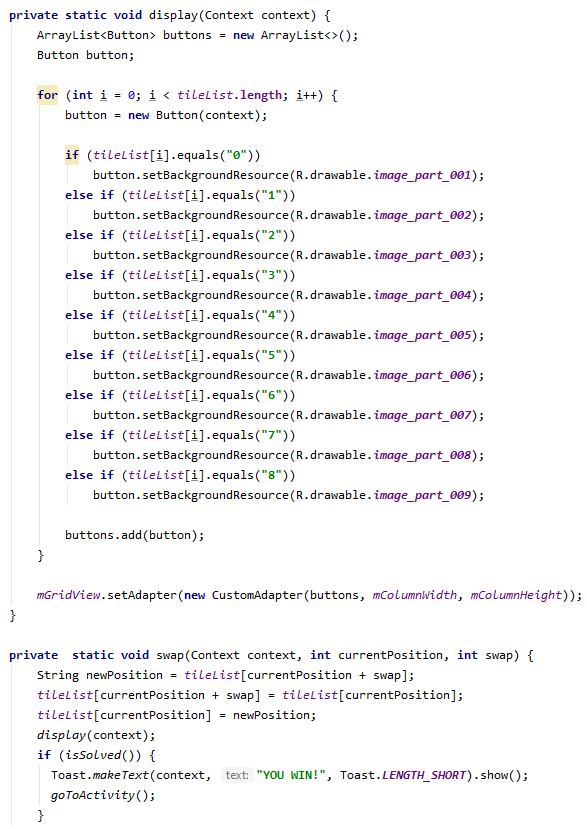 private static void display(Context context) {
    ArrayList<Button> buttons = new ArrayList<>();
    Button button;

    for (int i = 0; i < tileList.length; i++) {
        button = new Button(context);

        if (tileList[i].equals("0"))
            button.setBackgroundResource(R.drawable.image_part_001);
        else if (tileList[i].equals("1"))
            button.setBackgroundResource(R.drawable.image_part_002);
        else if (tileList[i].equals("2"))
            button.setBackgroundResource(R.drawable.image_part_003);
        else if (tileList[i].equals("3"))
            button.setBackgroundResource(R.drawable.image_part_004);
        else if (tileList[i].equals("4"))
            button.setBackgroundResource(R.drawable.image_part_005);
        else if (tileList[i].equals("5"))
            button.setBackgroundResource(R.drawable.image_part_006);
        else if (tileList[i].equals("6"))
            button.setBackgroundResource(R.drawable.image_part_007);
        else if (tileList[i].equals("7"))
            button.setBackgroundResource(R.drawable.image_part_008);
        else if (tileList[i].equals("8"))
            button.setBackgroundResource(R.drawable.image_part_009);

        buttons.add(button);
    }

    mGridView.setAdapter(new CustomAdapter(buttons, mColumnWidth, mColumnHeight));
}

private  static void swap(Context context, int currentPosition, int swap) {
    String newPosition = tileList[currentPosition + swap];
    tileList[currentPosition + swap] = tileList[currentPosition];
    tileList[currentPosition] = newPosition;
    display(context);
    if (isSolved()) {
      Toast.makeText(context, text: "YOU WIN!", Toast.LENGTH_SHORT).show();
      goToActivity();
    }